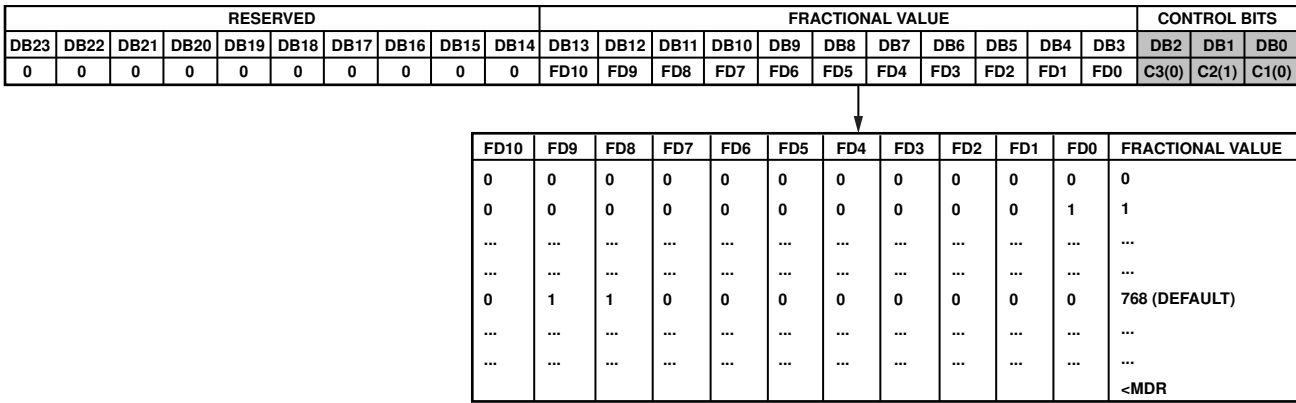 RESERVED FRACTIONAL VALUE CONTROL BITS
DB23 DB22 DB21 DB20 DB19 DB18 DB17 DB16 DB15 DB14 DB13 DB12 DB11 DB10 DB9 DB8 DB7 DB6 DB5 DB4 DB3 DB2 DB1 DB0
0 0 0 0 0 0 0 0 0 0 FD10 FD9 FD8 FD7 FD6 FD5 FD4 FD3 FD2 FD1 FD0 C3(0) C2(1) C1(0)
FD10 FD9 FD8 FD7 FD6 FD5 FD4 FD3 FD2 FD1 FD0 FRACTIONAL VALUE
0 0 0 0 0 0 0 0 0 0 0 0
0 0 0 0 0 0 0 0 0 0 1 1
... ... ... ... ... ... ... ... ... ... ... ...
... ... ... ... ... ... ... ... ... ... ... ...
0 1 1 0 0 0 0 0 0 0 0 768 (DEFAULT)
... ... ... ... ... ... ... ... ... ... ... ...
... ... ... ... ... ... ... ... ... ... ... ...
<MDR